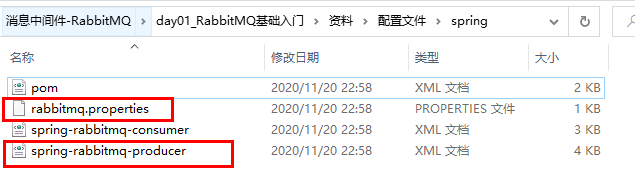 消息中间件-RabbitMQ > day01_RabbitMQ基础入门 > 资料 > 配置文件 > spring
名称 修改日期 类型 大小
pom 2020/11/20 22:58 XML 文档 2 KB
rabbitmq.properties 2020/11/20 22:58 PROPERTIES 文件 1 KB
spring-rabbitmq-consumer 2020/11/20 22:58 XML 文档 3 KB
spring-rabbitmq-producer 2020/11/20 22:58 XML 文档 4 KB